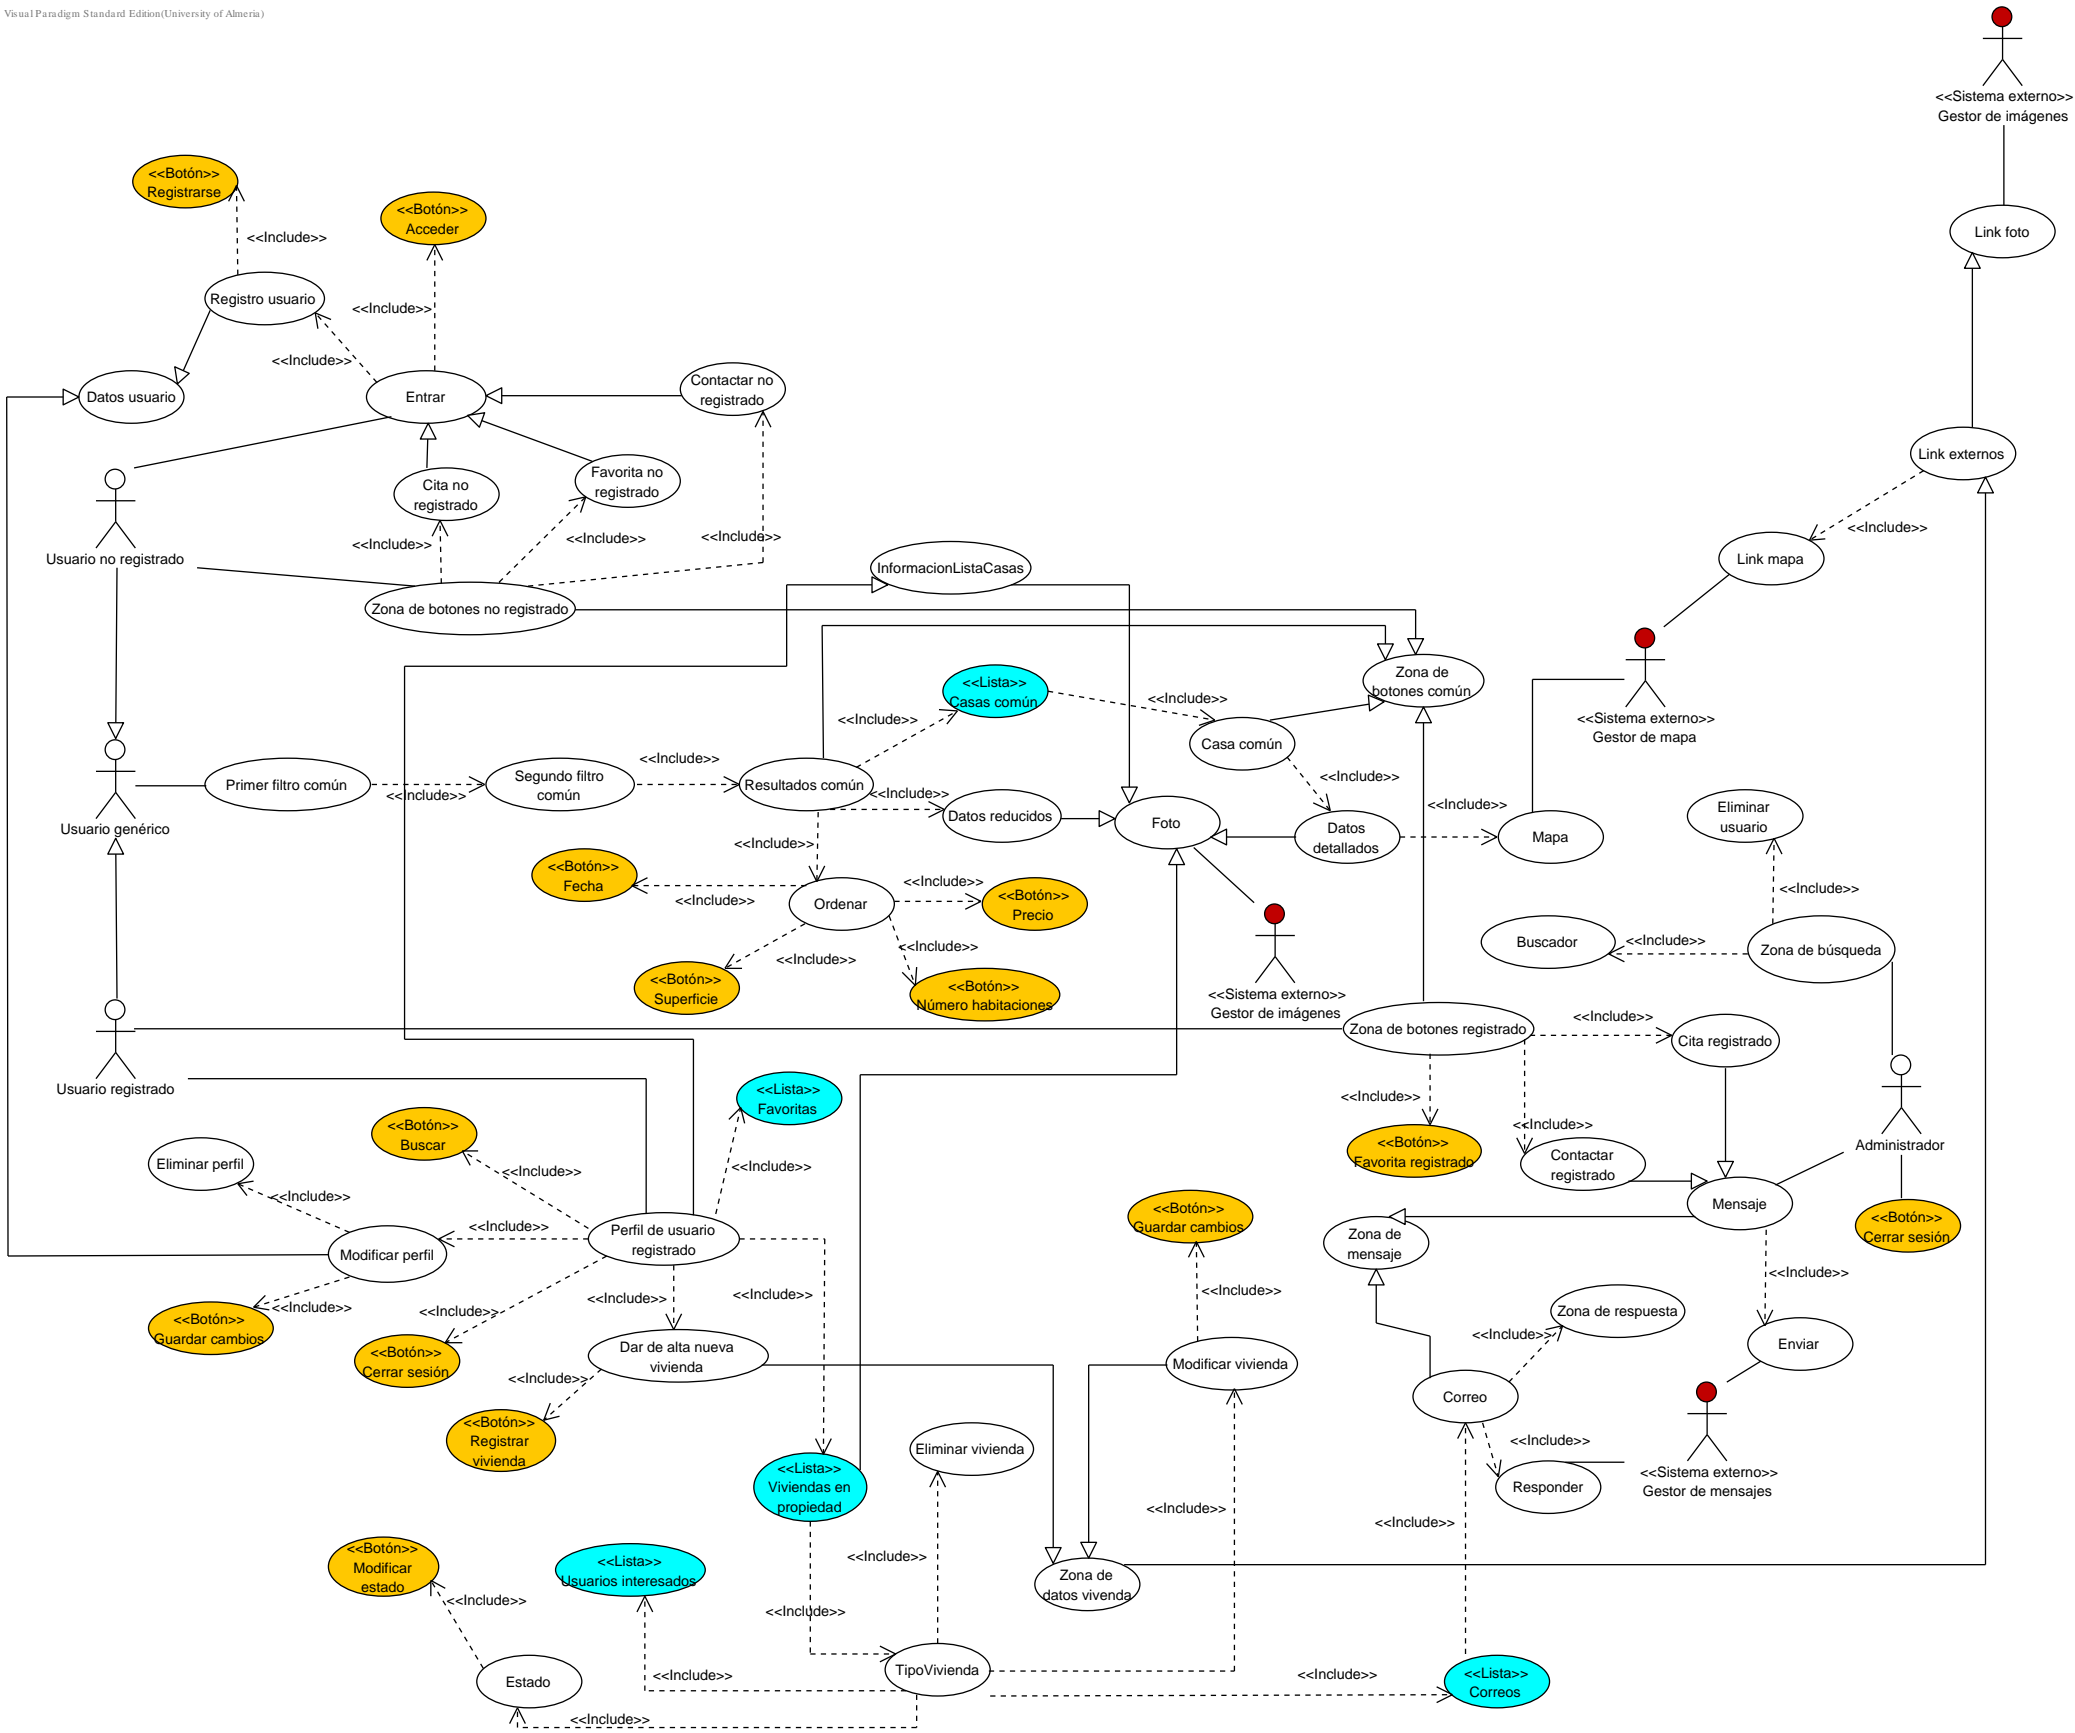 Visual Paradigm Standard Edition(University of Almeria)
<<Sistema externo>>
Gestor de imágenes
<<Botón>>
Registrarse
<<Botón>>
Acceder
<<Include>>
Link foto
Registro usuario
<<Include>>
<<Include>>
Datos usuario
Entrar
Contactar no
registrado
Link externos
Cita no
registrado
Favorita no
registrado
<<Include>>
<<Include>>
<<Include>>
<<Include>>
Usuario no registrado
Link mapa
InformacionListaCasas
Zona de botones no registrado
Zona de
botones común
<<Lista>>
Casas común
<<Include>>
<<Include>>
<<Sistema externo>>
Gestor de mapa
Casa común
<<Include>>
Primer filtro común
<<Include>>
Segundo filtro
común
Resultados común
<<Include>>
<<Include>>
<<Include>>
Usuario genérico
Datos reducidos
Foto
Datos
detallados
Mapa
Eliminar
usuario
<<Include>>
<<Botón>>
Fecha
<<Include>>
<<Include>>
Ordenar
<<Botón>>
Precio
<<Include>>
<<Include>>
<<Include>>
Buscador
<<Include>>
Zona de búsqueda
<<Botón>>
Superficie
<<Botón>>
Número habitaciones
<<Sistema externo>>
Gestor de imágenes
Zona de botones registrado
<<Include>>
Cita registrado
Usuario registrado
<<Lista>>
Favoritas
<<Include>>
<<Include>>
<<Botón>>
Buscar
<<Botón>>
Favorita registrado
Contactar
registrado
Administrador
Eliminar perfil
<<Include>>
<<Include>>
<<Include>>
<<Include>>
Mensaje
<<Botón>>
Guardar cambios
<<Botón>>
Cerrar sesión
Modificar perfil
Perfil de usuario
registrado
Zona de
mensaje
<<Include>>
<<Include>>
<<Botón>>
Guardar cambios
<<Include>>
<<Include>>
<<Include>>
<<Include>>
Zona de respuesta
<<Include>>
<<Botón>>
Cerrar sesión
Dar de alta nueva
vivienda
Modificar vivienda
Enviar
<<Include>>
Correo
<<Botón>>
Registrar
vivienda
Eliminar vivienda
<<Include>>
<<Lista>>
Viviendas en
propiedad
Responder
<<Sistema externo>>
Gestor de mensajes
<<Include>>
<<Include>>
<<Botón>>
Modificar
estado
<<Lista>>
Usuarios interesados
<<Include>>
Zona de
datos vivenda
<<Include>>
<<Include>>
Estado
<<Include>>
TipoVivienda
<<Include>>
<<Lista>>
Correos
<<Include>>